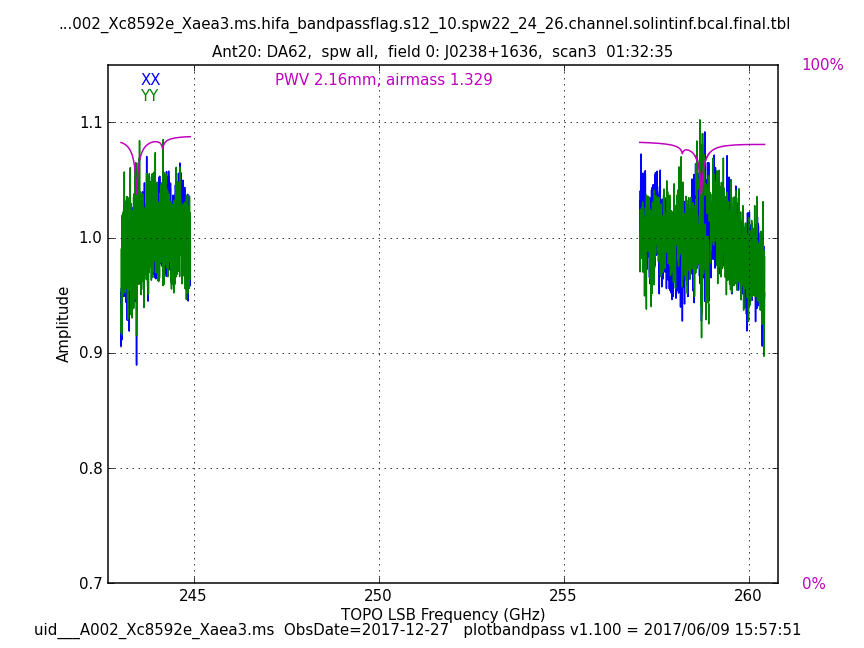 ...002_Xc8592e_Xaea3.ms.hifa_bandpassflag.s12_10.spw22_24_26.channel.solintinf.bcal.final.tbl
Ant20: DA62, spw all, field 0: J0238+1636, scan3 01:32:35
XX
YY
PWV 2.16mm, airmass 1.329
100%
1.1
1.0
0.9
0.8
0.7
Amplitude
0%
245
250
255
260
TOPO LSB Frequency (GHz)
uid___A002_Xc8592e_Xaea3.ms ObsDate=2017-12-27 plotbandpass v1.100 = 2017/06/09 15:57:51